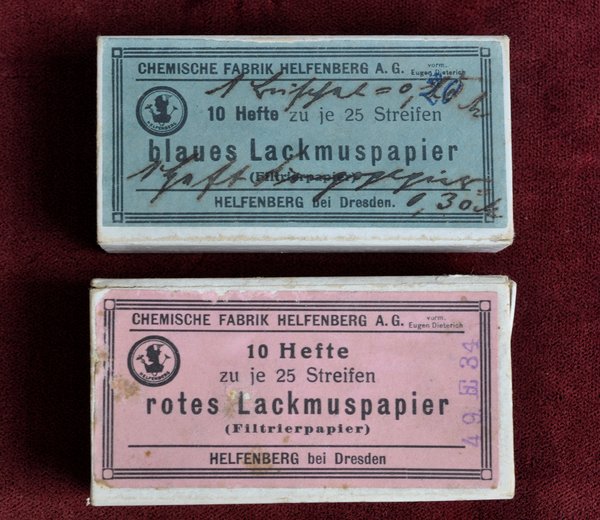 CHEMISCHE FABRIK HELFENBERG A. G. vorm. Eugen Dieterich
10 Hefte zu je 25 Streifen
blaues Lackmuspapier
(Filtrierpapier)
HELFENBERG bei Dresden.
CHEMISCHE FABRIK HELFENBERG A. G. vorm. Eugen Dieterich
10 Hefte
zu je 25 Streifen
rotes Lackmuspapier
(Filtrierpapier)
HELFENBERG bei Dresden